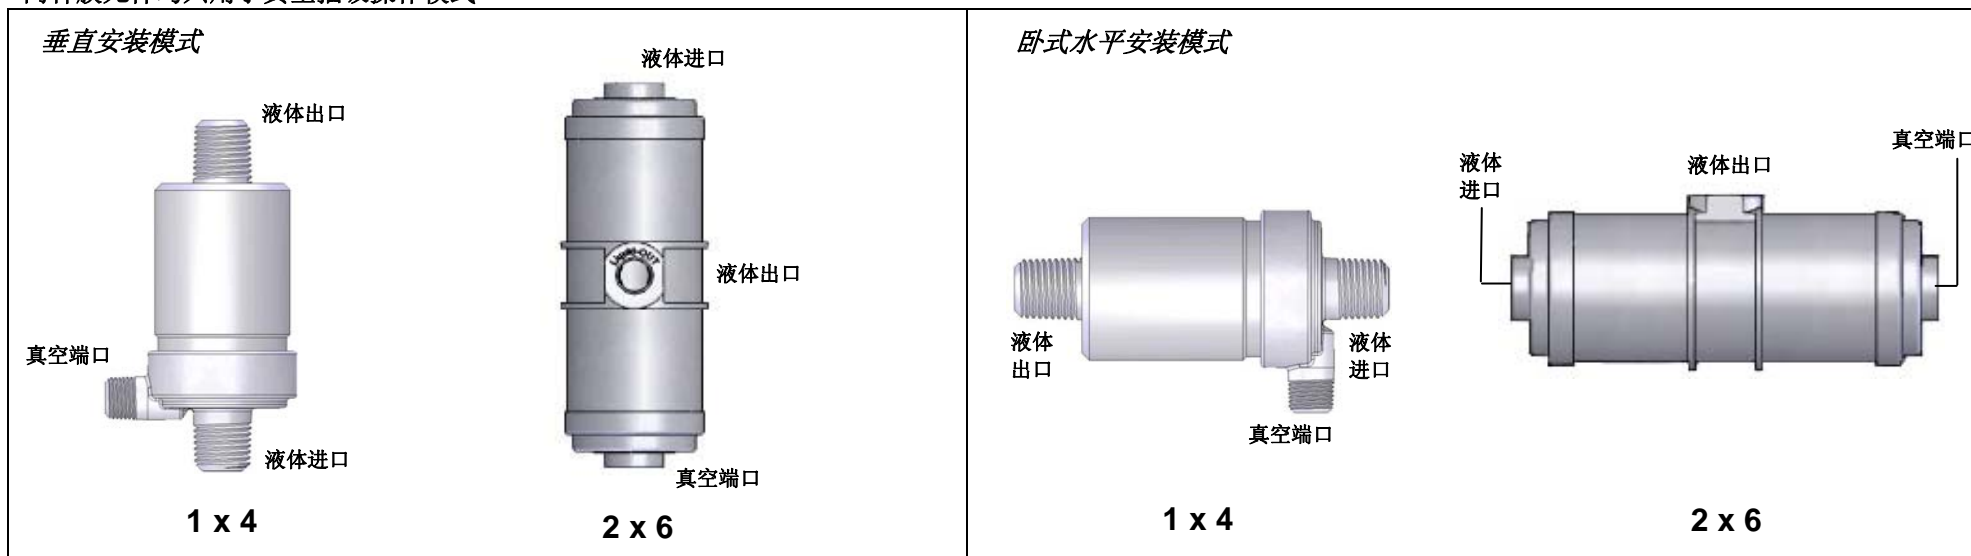 垂直安装模式
液体出口
真空端口
液体进口
1 x 4
液体进口
液体出口
真空端口
2 x 6
卧式水平安装模式
液体
出口
液体
进口
真空端口
1 x 4
液体
进口
液体出口
真空端口
2 x 6